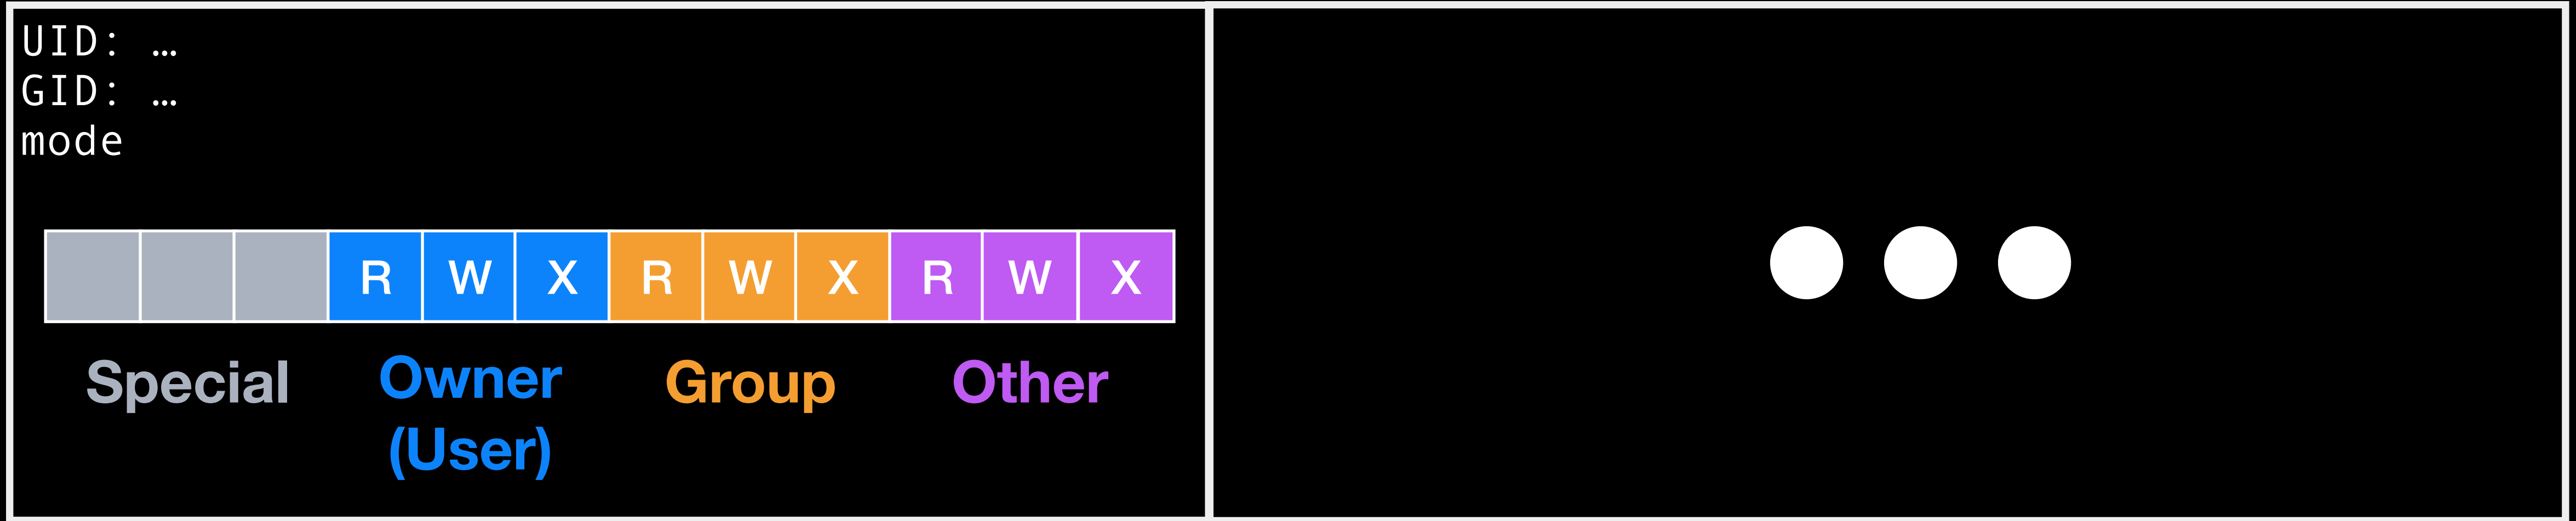 UID: …
GID: …
mode
R W X R W X R W X
Special Owner (User) Group Other